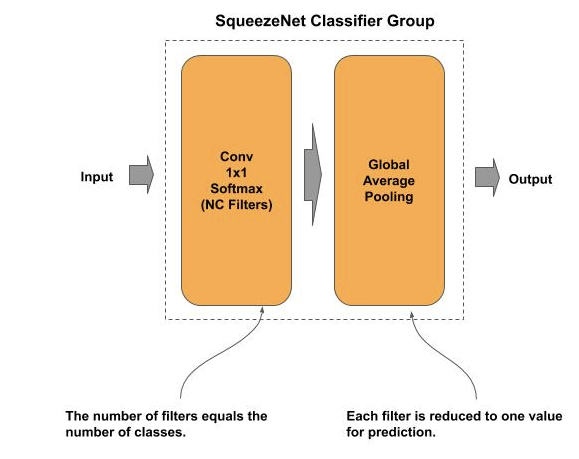 SqueezeNet Classifier Group
Input
Conv
1x1
Softmax
(NC Filters)
Global
Average
Pooling
Output
The number of filters equals the
number of classes.
Each filter is reduced to one value
for prediction.